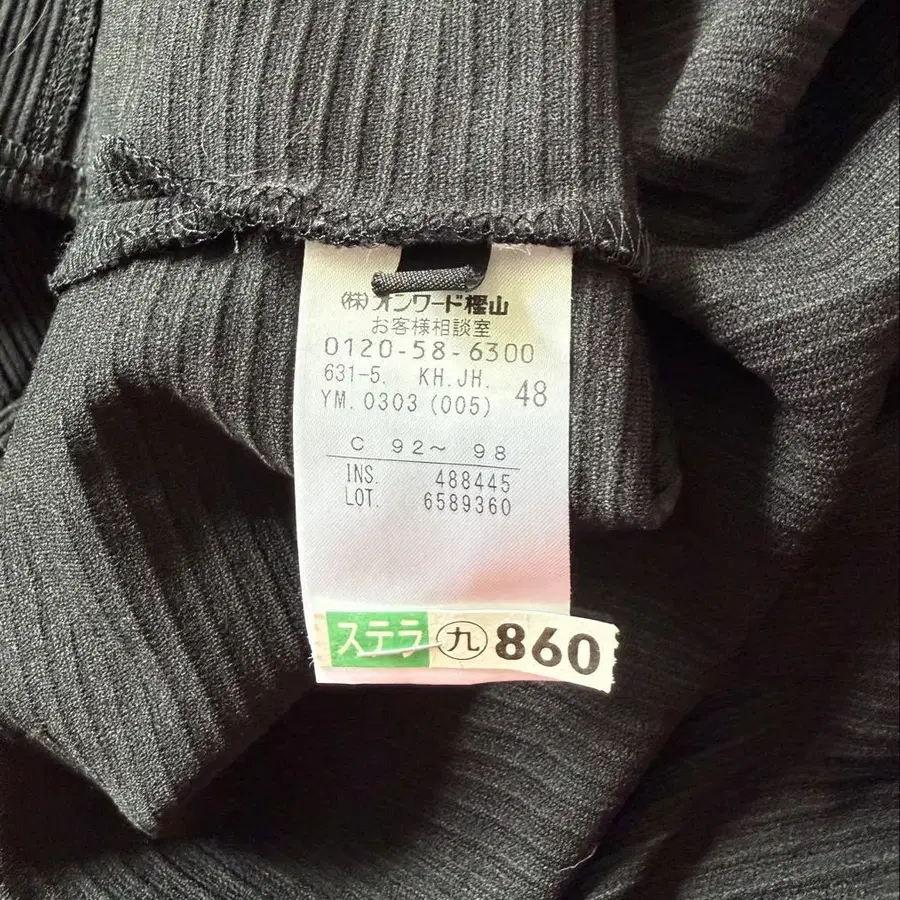 (株)オンワード樫山
お客様相談室
0120-58-6300
631-5. KH.JH.
YM.0303(005) 48
C 92〜 98
INS. 488445
LOT. 6589360
ステラ 九 860